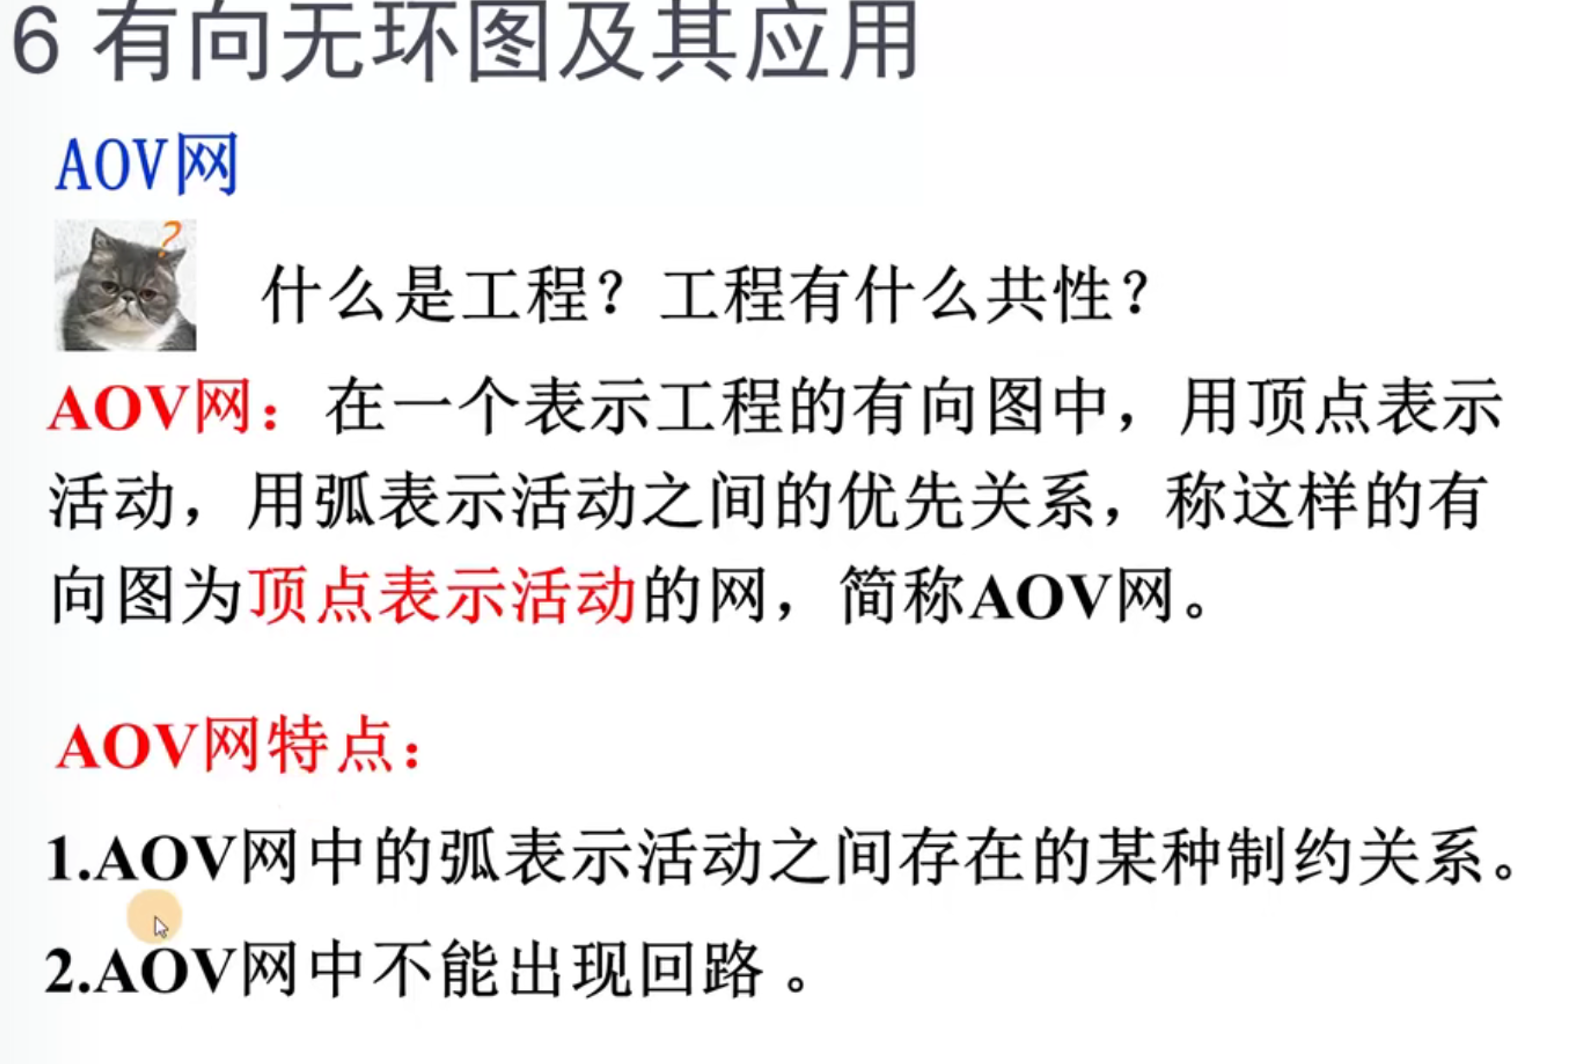 6 有向无环图及其应用
AOV网
?
什么是工程？工程有什么共性？
AOV网：在一个表示工程的有向图中，用顶点表示
活动，用弧表示活动之间的优先关系，称这样的有
向图为顶点表示活动的网，简称AOV网。
AOV网特点：
1.AOV网中的弧表示活动之间存在的某种制约关系。
2.AOV网中不能出现回路 。